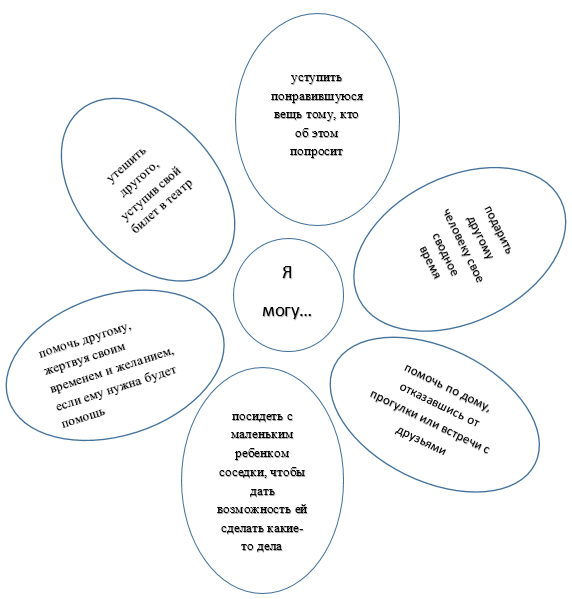 уступить
понравившуюся
вещь тому, кто
об этом
попросит
подарить
другому
человеку свое
сводное
время
помочь по дому,
отказавшись от
прогулки или встречи с
друзьями
посидеть с
маленьким
ребенком
соседки, чтобы
дать
возможность ей
сделать какие-
то дела
помочь другому,
жертвуя своим
временем и желанием,
если ему нужна будет
помощь
утешить
другого,
уступив свой
билет в театр
Я
могу...